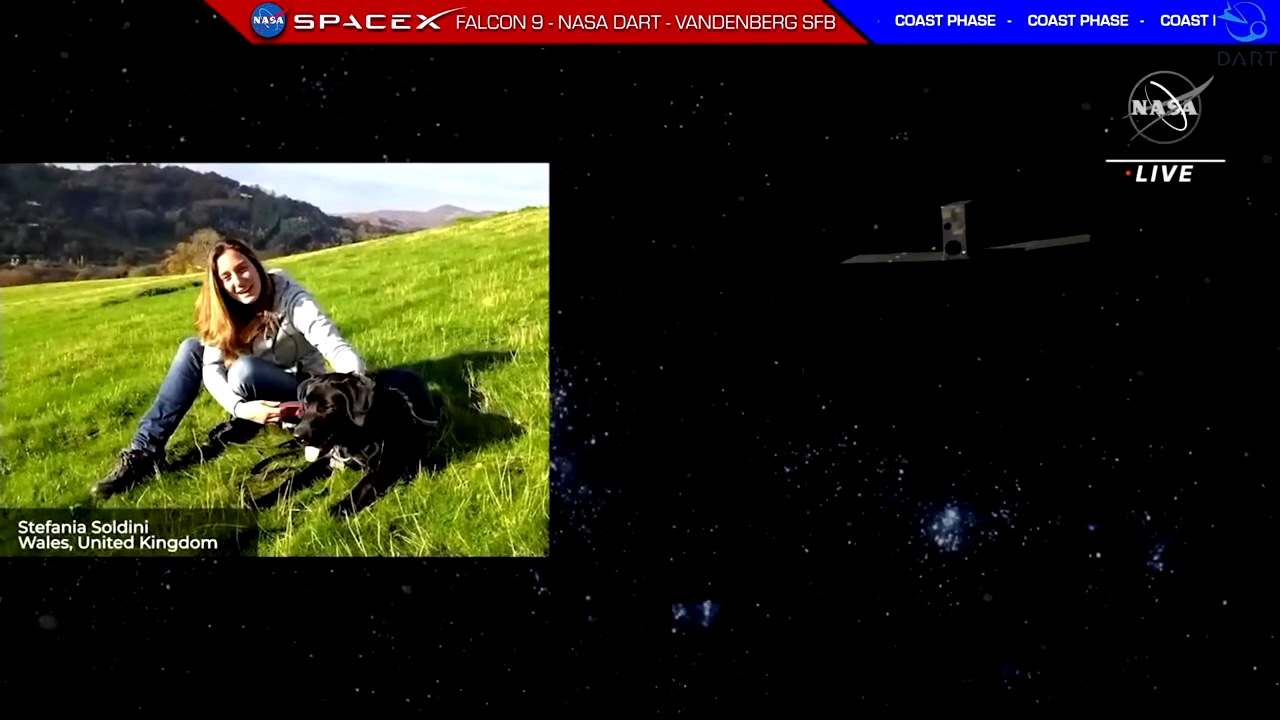 NASA SPACEX FALCON 9 - NASA DART - VANDENBERG SFB
COAST PHASE - COAST PHASE - COAST
DART
NASA
LIVE
Stefania Soldini
Wales, United Kingdom